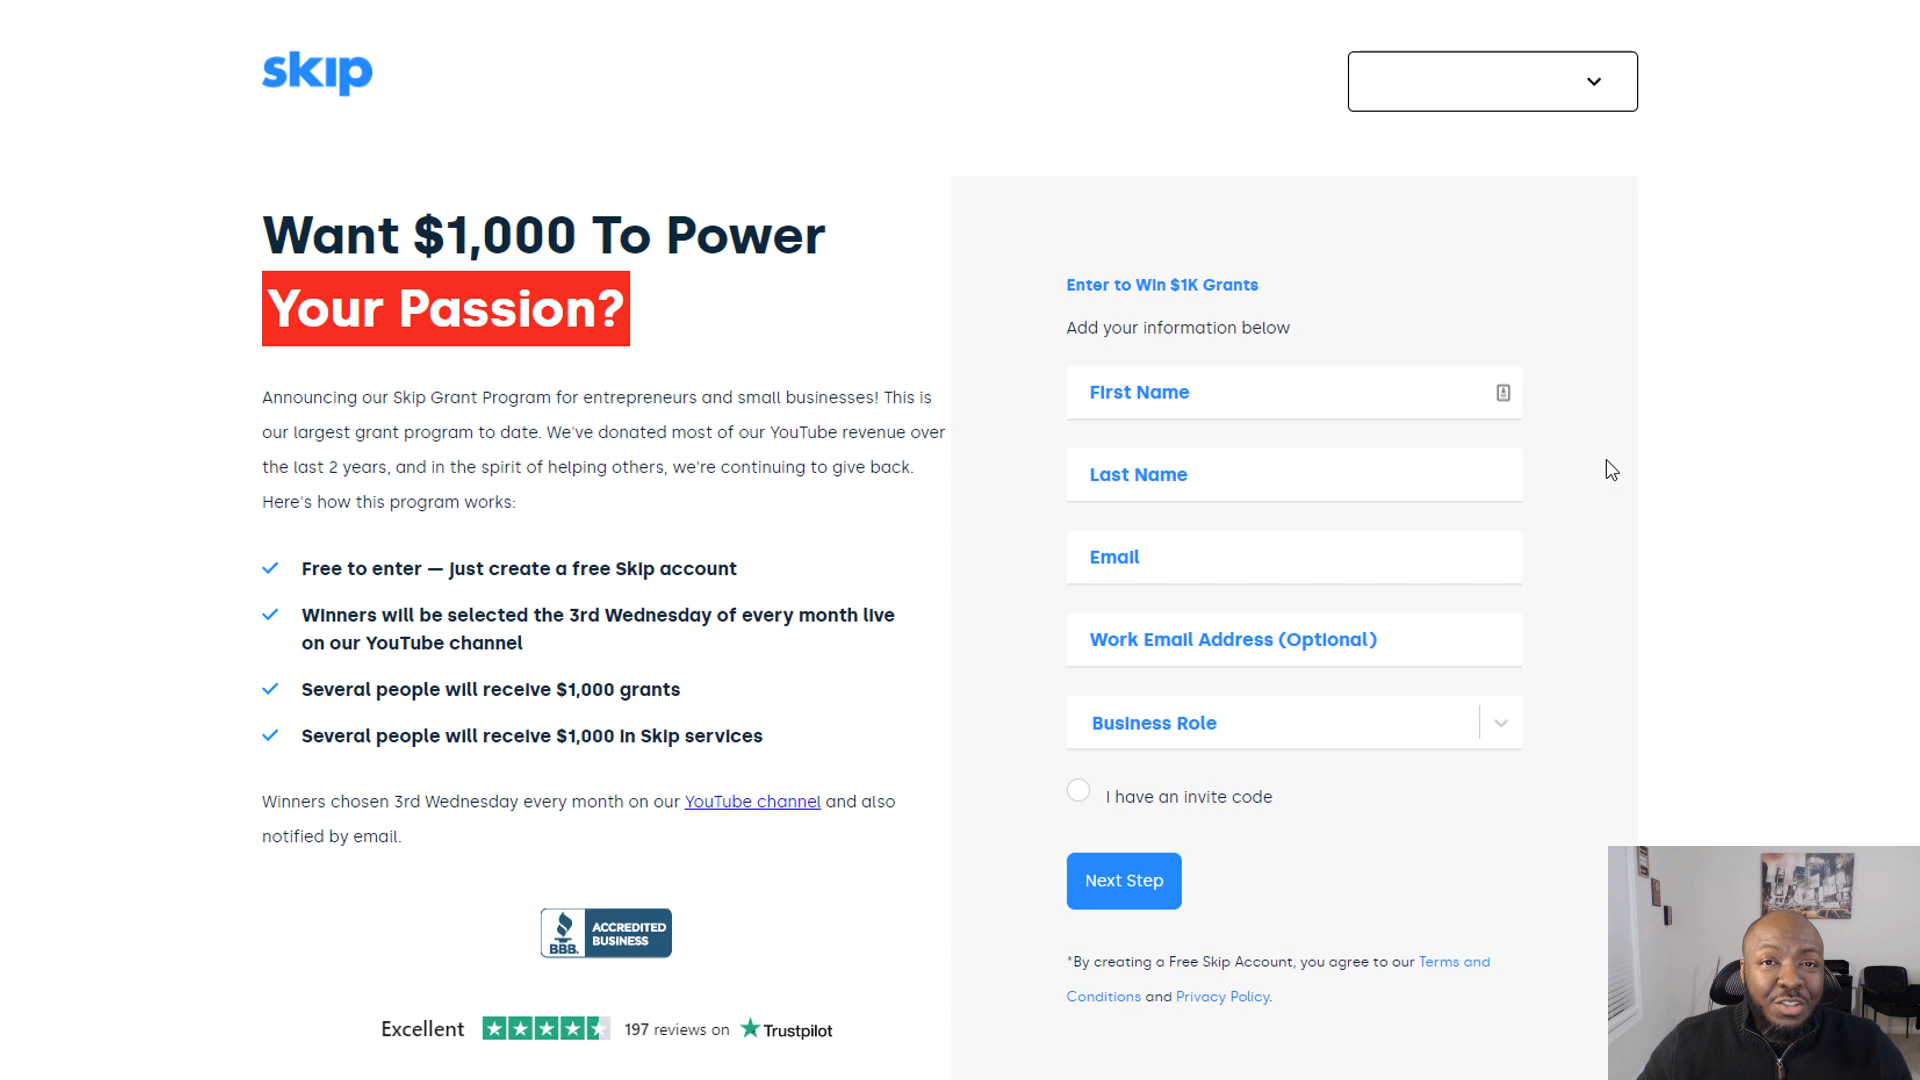 skip
Want $1,000 To Power
Your Passion?
Announcing our Skip Grant Program for entrepreneurs and small businesses! This is
our largest grant program to date. We've donated most of our YouTube revenue over
the last 2 years, and in the spirit of helping others, we're continuing to give back.
Here's how this program works:
Free to enter — just create a free Skip account
Winners will be selected the 3rd Wednesday of every month live
on our YouTube channel
Several people will receive $1,000 grants
Several people will receive $1,000 in Skip services
Winners chosen 3rd Wednesday every month on our YouTube channel and also
notified by email.
BBB.
ACCREDITED
BUSINESS
Excellent
197 reviews on
Trustpilot
Enter to Win $1K Grants
Add your information below
First Name
Last Name
Email
Work Email Address (Optional)
Business Role
I have an invite code
Next Step
*By creating a Free Skip Account, you agree to our Terms and
Conditions and Privacy Policy.